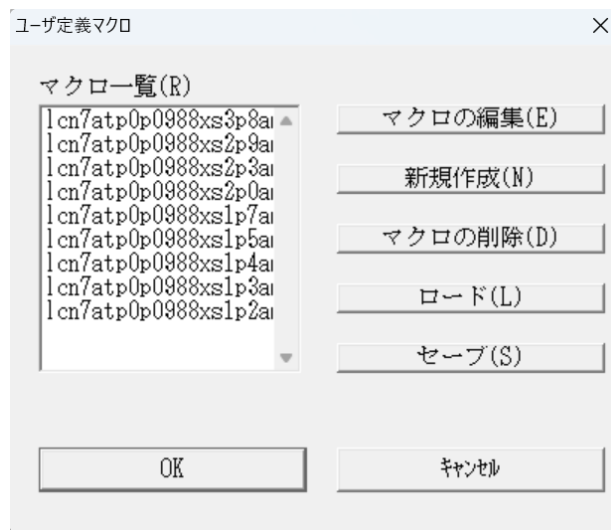 ユーザ定義マクロ
マクロ一覧(R)
lcn7atp0p0988xs3p8a
lcn7atp0p0988xs2p9a
lcn7atp0p0988xs2p3a
lcn7atp0p0988xs2p0a
lcn7atp0p0988xs1p7a
lcn7atp0p0988xs1p5a
lcn7atp0p0988xs1p4a
lcn7atp0p0988xs1p3a
lcn7atp0p0988xs1p2a
マクロの編集(E)
新規作成(N)
マクロの削除(D)
ロード(L)
セーブ(S)
OK
ｷｬﾝｾﾙ